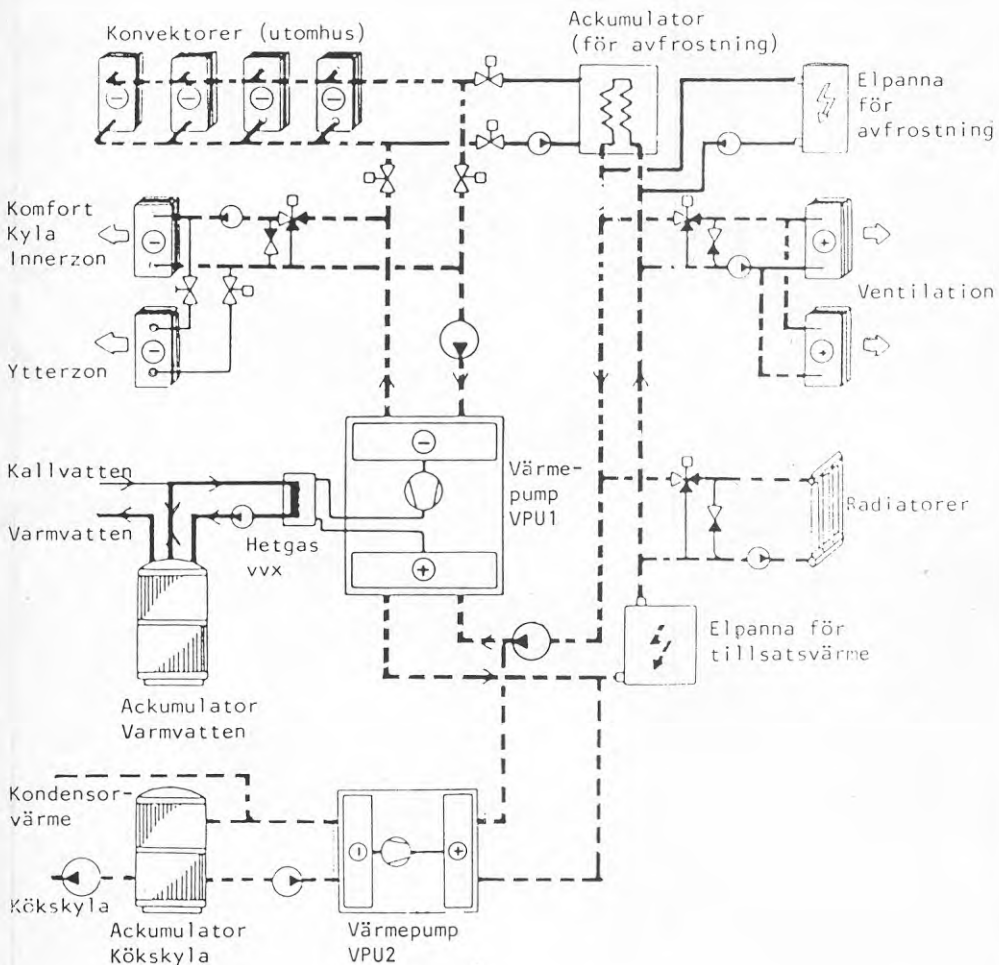 Konvektorer (utomhus)
Ackumulator
(för avfrostning)
Elpanna
för
avfrostning
Komfort
Kyla
Innerzon
Ytterzon
Ventilation
Kallvatten
Varmvatten
Hetgas
vvx
Värme-
pump
VPU1
Radiatorer
Elpanna för
tillsatsvärme
Ackumulator
Varmvatten
Kondensor-
värme
Kökskyla
Ackumulator
Kökskyla
Värmepump
VPU2